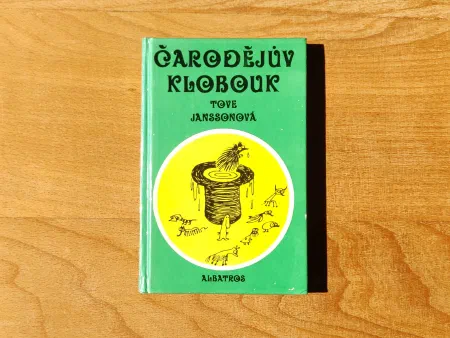 ČARODĚJŮV
KLOBOUK
TOVE
JANSSONOVÁ
ALBATROS